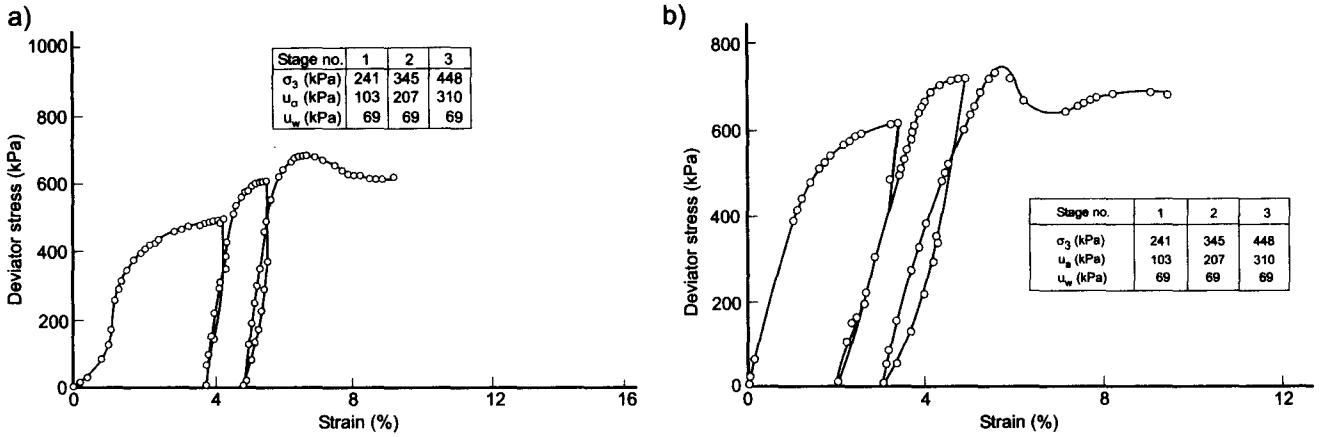 a)
1000
800
600
400
200
0
Deviator stress (kPa)
Stage no. 1 2 3
σ3 (kPa) 241 345 448
ua (kPa) 103 207 310
uw (kPa) 69 69 69
0 4 8 12 16
Strain (%)
b)
800
600
400
200
0
Deviator stress (kPa)
Stage no. 1 2 3
σ3 (kPa) 241 345 448
ua (kPa) 103 207 310
uw (kPa) 69 69 69
0 4 8 12
Strain (%)